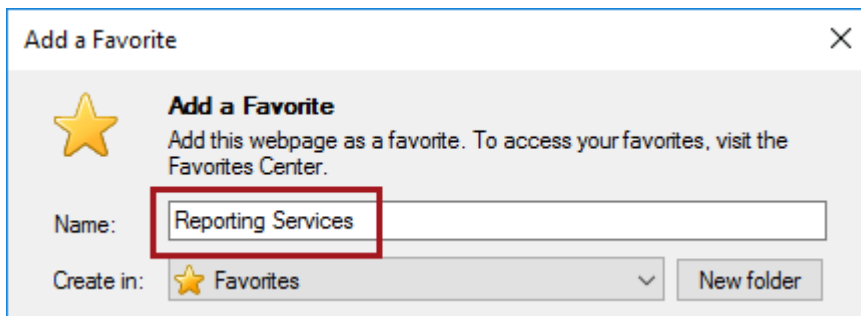 Add a Favorite
Add a Favorite
Add this webpage as a favorite. To access your favorites, visit the
Favorites Center.
Name: Reporting Services
Create in: Favorites New folder